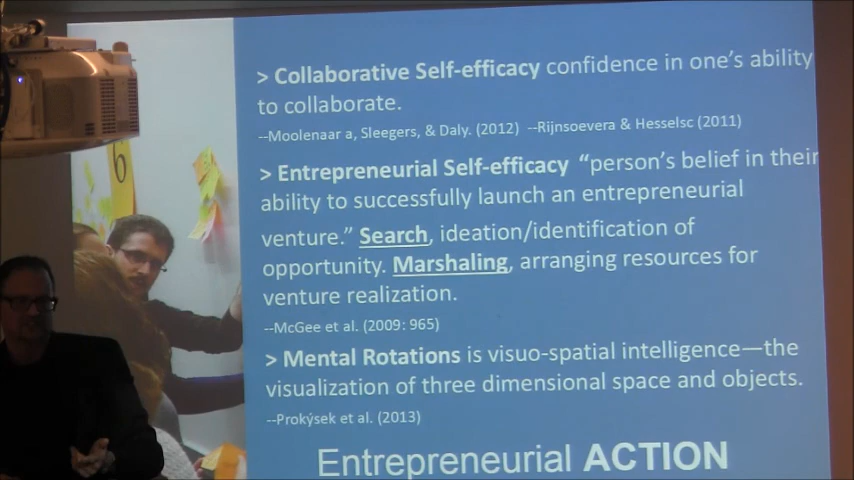 > Collaborative Self-efficacy confidence in one's ability
to collaborate.
--Moolenaar a, Sleegers, & Daly. (2012) --Rijnsoevera & Hesselsc (2011)
> Entrepreneurial Self-efficacy “person's belief in their
ability to successfully launch an entrepreneurial
venture.” Search, ideation/identification of
opportunity. Marshaling, arranging resources for
venture realization.
--McGee et al. (2009: 965)
> Mental Rotations is visuo-spatial intelligence—the
visualization of three dimensional space and objects.
--Prokýsek et al. (2013)
Entrepreneurial ACTION
6